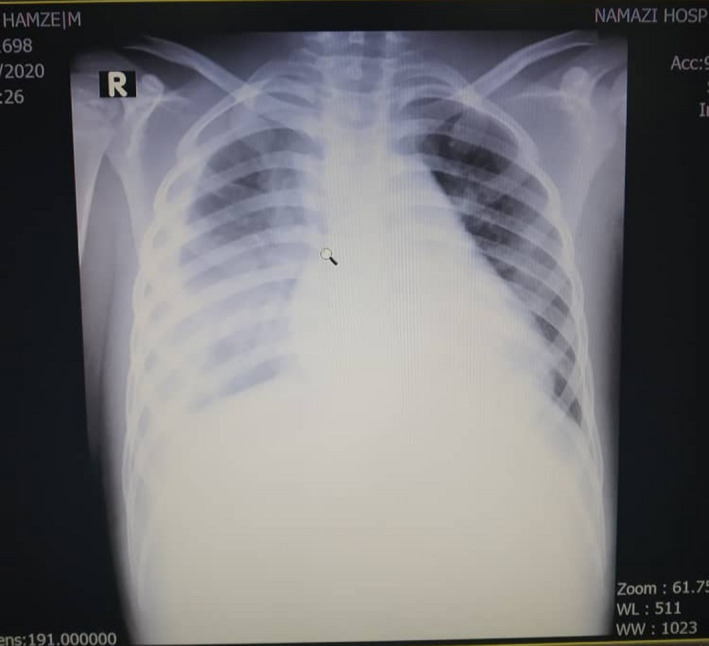 HAMZE|M
NAMAZI HOSP
698
/2020
:26
Acc:
R
Zoom : 61.75
WL : 511
WW : 1023
ens:191.000000